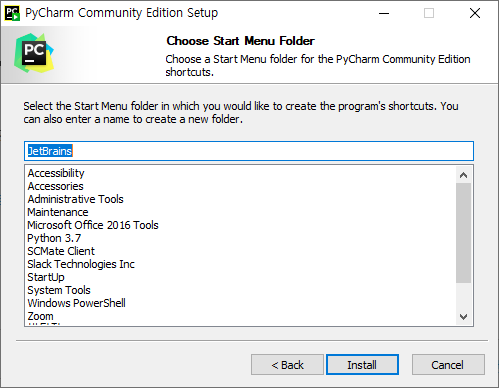 PyCharm Community Edition Setup
PC
Choose Start Menu Folder
Choose a Start Menu folder for the PyCharm Community Edition
shortcuts.
Select the Start Menu folder in which you would like to create the program's shortcuts. You
can also enter a name to create a new folder.
JetBrains
Accessibility
Accessories
Administrative Tools
Maintenance
Microsoft Office 2016 Tools
Python 3.7
SCMate Client
Slack Technologies Inc
StartUp
System Tools
Windows PowerShell
Zoom
< Back
Install
Cancel